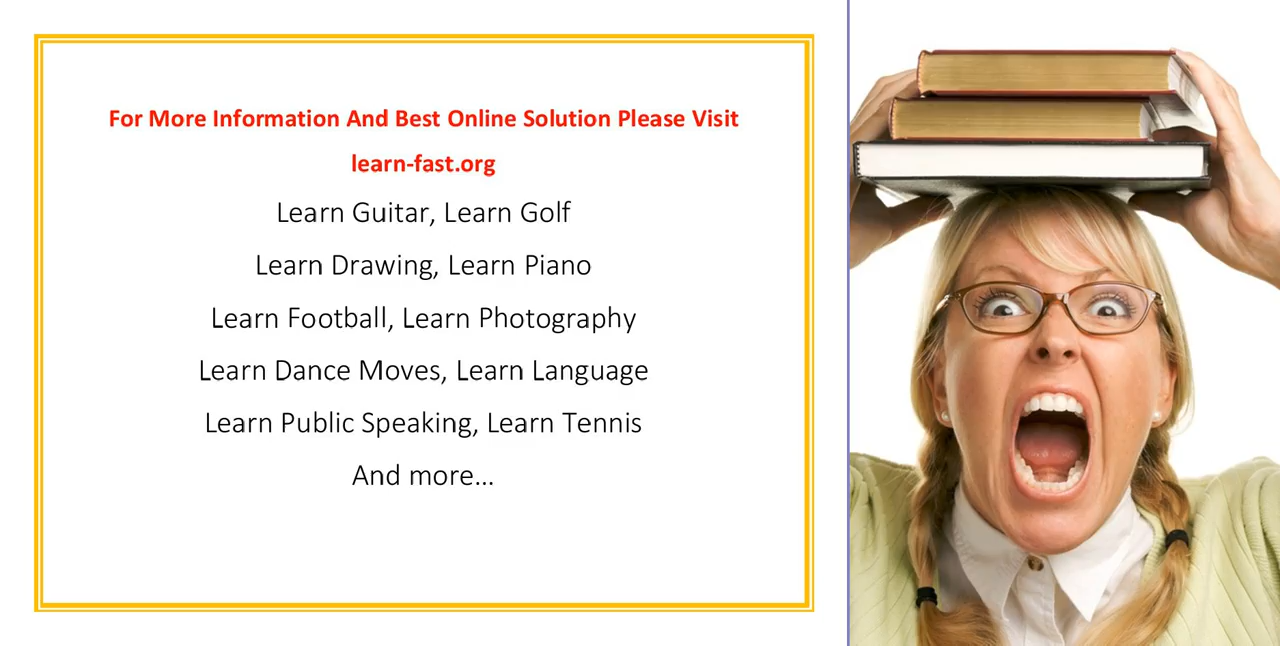 For More Information And Best Online Solution Please Visit
learn-fast.org
Learn Guitar, Learn Golf
Learn Drawing, Learn Piano
Learn Football, Learn Photography
Learn Dance Moves, Learn Language
Learn Public Speaking, Learn Tennis
And more...